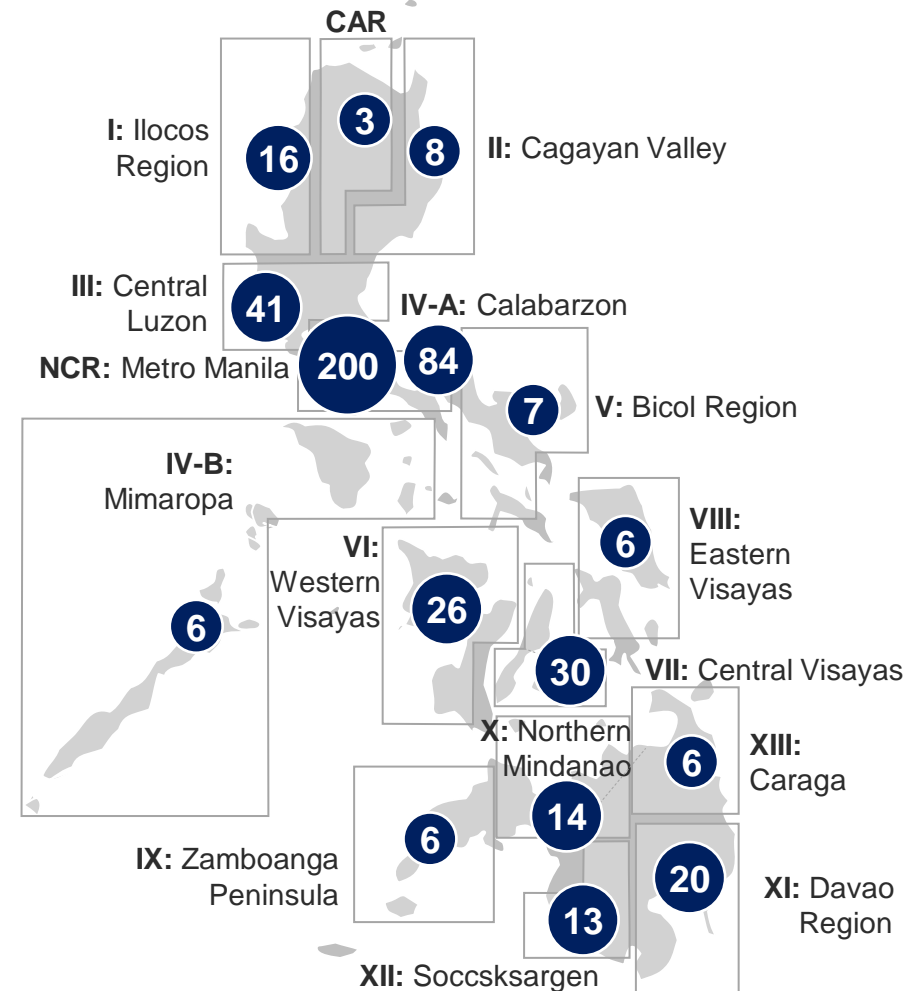 CAR
3
I: Ilocos
Region
16
8
II: Cagayan Valley
III: Central
Luzon
41
IV-A: Calabarzon
NCR: Metro Manila
200
84
7
V: Bicol Region
IV-B:
Mimaropa
6
VI:
Western
Visayas
26
6
VIII:
Eastern
Visayas
30
VII: Central Visayas
X: Northern
Mindanao
14
6
XIII:
Caraga
IX: Zamboanga
Peninsula
6
13
XII: Soccsksargen
20
XI: Davao
Region